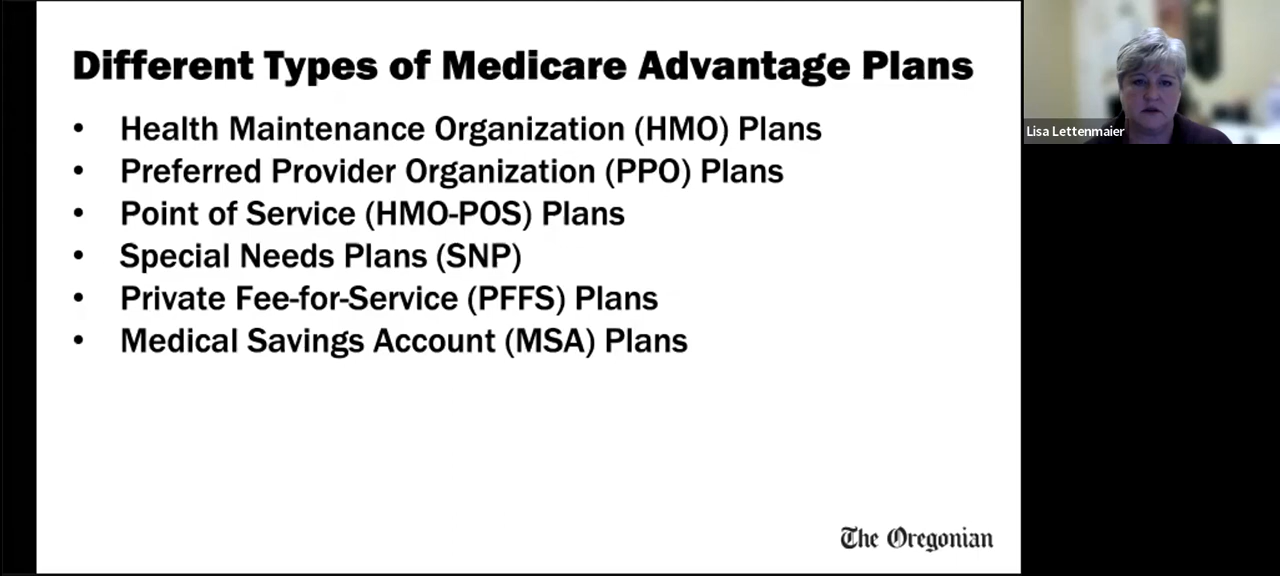 Different Types of Medicare Advantage Plans
• Health Maintenance Organization (HMO) Plans
• Preferred Provider Organization (PPO) Plans
• Point of Service (HMO-POS) Plans
• Special Needs Plans (SNP)
• Private Fee-for-Service (PFFS) Plans
• Medical Savings Account (MSA) Plans
The Oregonian
Lisa Lettenmaier